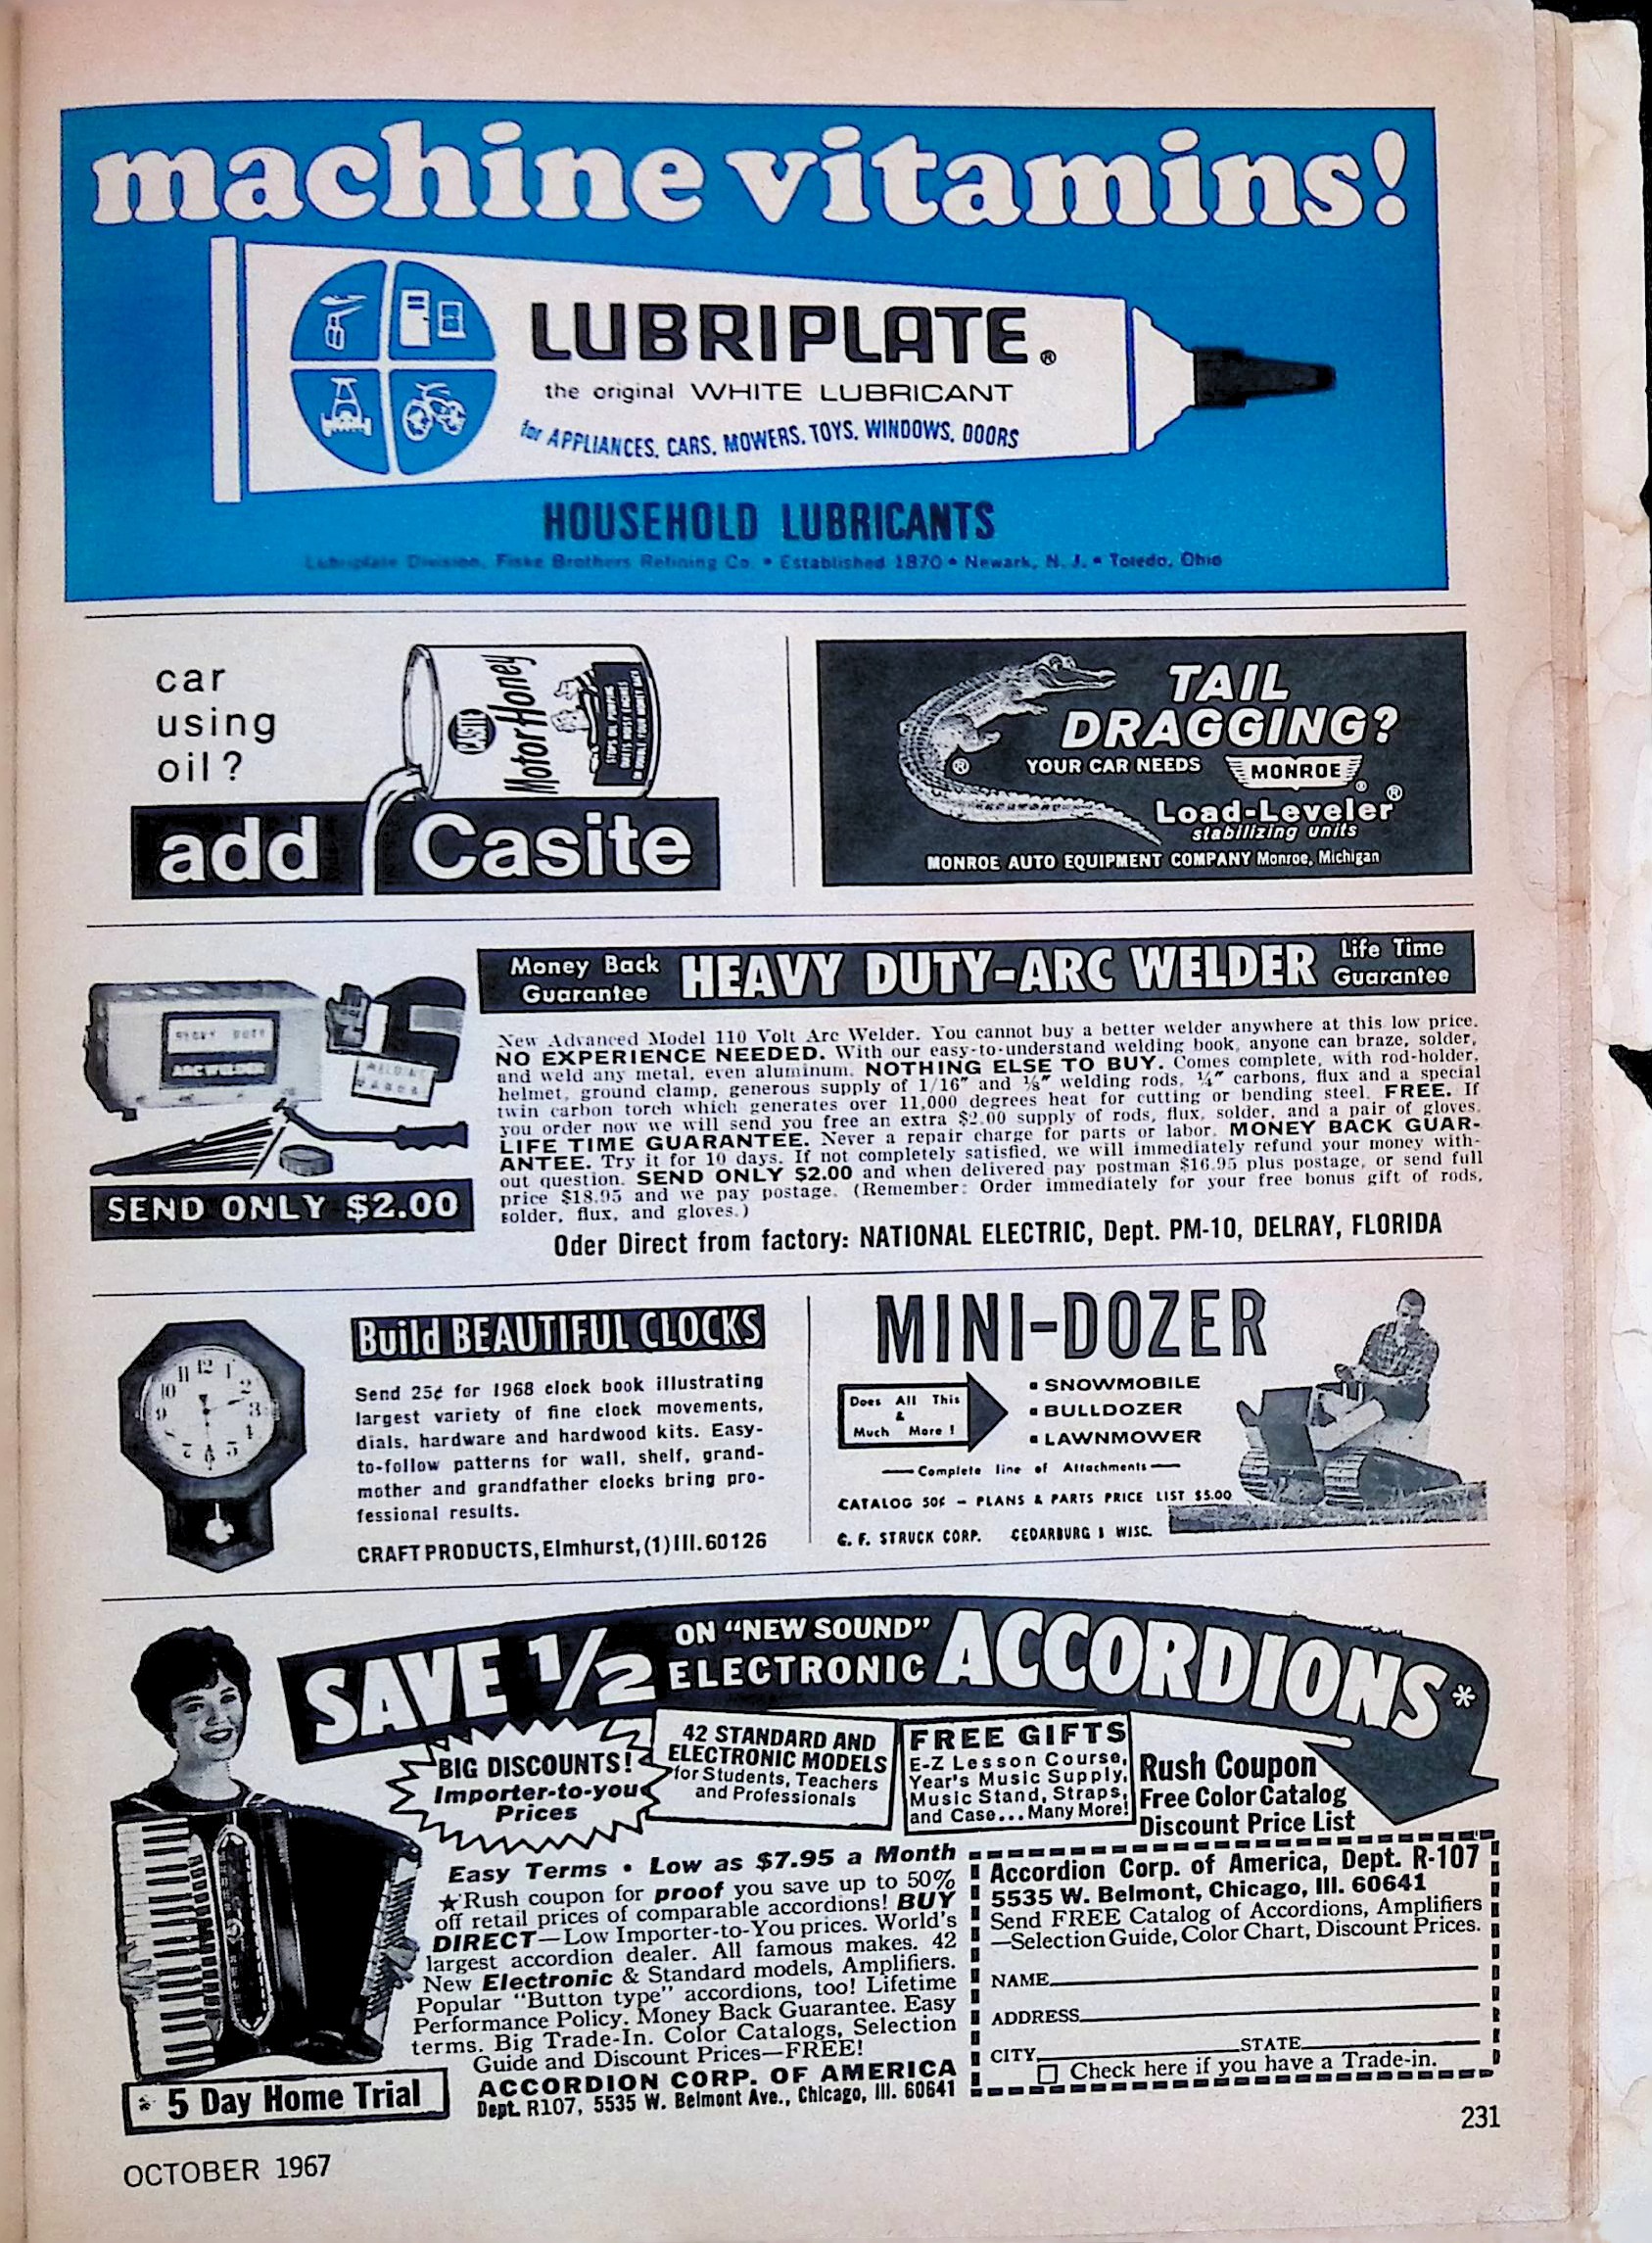 machine vitamins!
LUBRIPLATE®
the original WHITE LUBRICANT
for APPLIANCES, CARS, MOWERS, TOYS, WINDOWS, DOORS
HOUSEHOLD LUBRICANTS
Lubriplate Division, Fiske Brothers Refining Co. • Established 1870 • Newark, N. J. • Toledo, Ohio
car
using
oil?
CASITE
MotorHoney
add Casite
TAIL
DRAGGING?
®
YOUR CAR NEEDS MONROE®
Load-Leveler®
stabilizing units
MONROE AUTO EQUIPMENT COMPANY Monroe, Michigan
Money Back
Guarantee
HEAVY DUTY-ARC WELDER
Life Time
Guarantee
HEAVY DUTY
ARC WELDER
New Advanced Model 110 Volt Arc Welder. You cannot buy a better welder anywhere at this low price.
NO EXPERIENCE NEEDED. With our easy-to-understand welding book, anyone can braze, solder,
and weld any metal, even aluminum. NOTHING ELSE TO BUY. Comes complete, with rod-holder,
helmet, ground clamp, generous supply of 1/16″ and ⅛″ welding rods, ¼″ carbons, flux and a special
twin carbon torch which generates over 11,000 degrees heat for cutting or bending steel. FREE. If
you order now we will send you free an extra $2.00 supply of rods, flux, solder, and a pair of gloves.
LIFE TIME GUARANTEE. Never a repair charge for parts or labor. MONEY BACK GUAR-
ANTEE. Try it for 10 days. If not completely satisfied, we will immediately refund your money with-
out question. SEND ONLY $2.00 and when delivered pay postman $16.95 plus postage, or send full
price $18.95 and we pay postage. (Remember: Order immediately for your free bonus gift of rods,
solder, flux, and gloves.)
SEND ONLY $2.00
Oder Direct from factory: NATIONAL ELECTRIC, Dept. PM-10, DELRAY, FLORIDA
Build BEAUTIFUL CLOCKS
Send 25¢ for 1968 clock book illustrating
largest variety of fine clock movements,
dials, hardware and hardwood kits. Easy-
to-follow patterns for wall, shelf, grand-
mother and grandfather clocks bring pro-
fessional results.
CRAFT PRODUCTS, Elmhurst, (1) Ill. 60126
MINI-DOZER
Does All This
&
Much More!
▪ SNOWMOBILE
▪ BULLDOZER
▪ LAWNMOWER
—Complete line of Attachments—
CATALOG 50¢ — PLANS & PARTS PRICE LIST $5.00
C. F. STRUCK CORP. CEDARBURG 1 WISC.
SAVE 1/2 ON "NEW SOUND" ELECTRONIC ACCORDIONS*
BIG DISCOUNTS!
Importer-to-you
Prices
42 STANDARD AND
ELECTRONIC MODELS
for Students, Teachers
and Professionals
FREE GIFTS
E-Z Lesson Course,
Year's Music Supply,
Music Stand, Straps,
and Case...Many More!
Rush Coupon
Free Color Catalog
Discount Price List
Easy Terms • Low as $7.95 a Month
★Rush coupon for proof you save up to 50%
off retail prices of comparable accordions! BUY
DIRECT—Low Importer-to-You prices. World's
largest accordion dealer. All famous makes. 42
New Electronic & Standard models, Amplifiers.
Popular "Button type" accordions, too! Lifetime
Performance Policy. Money Back Guarantee. Easy
terms. Big Trade-In. Color Catalogs, Selection
Guide and Discount Prices—FREE!
ACCORDION CORP. OF AMERICA
Dept. R107, 5535 W. Belmont Ave., Chicago, Ill. 60641
* 5 Day Home Trial
Accordion Corp. of America, Dept. R-107
5535 W. Belmont, Chicago, Ill. 60641
Send FREE Catalog of Accordions, Amplifiers
—Selection Guide, Color Chart, Discount Prices.
NAME
ADDRESS
CITY STATE
Check here if you have a Trade-in.
231
OCTOBER 1967